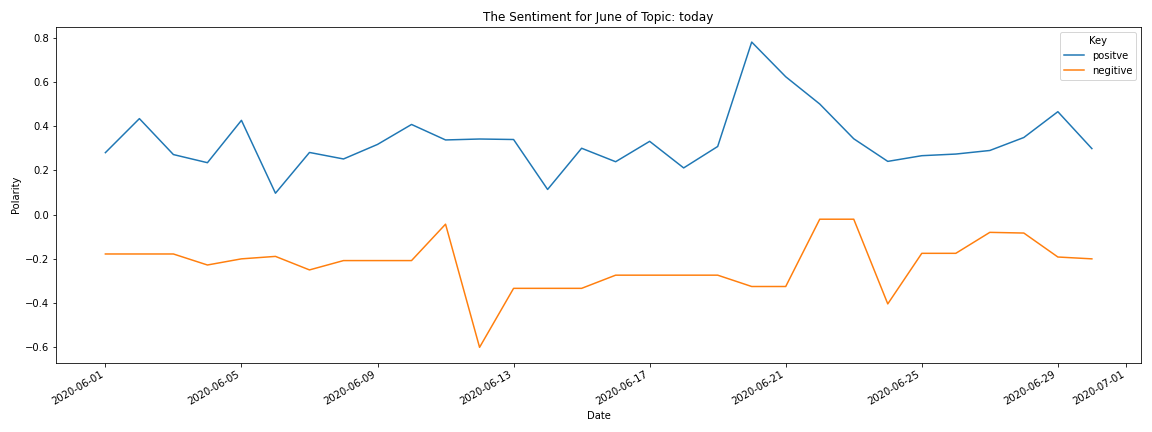 The Sentiment for June of Topic: today
Key
positve
negitive
Polarity
0.8
0.6
0.4
0.2
0.0
−0.2
−0.4
−0.6
2020-06-01
2020-06-05
2020-06-09
2020-06-13
2020-06-17
2020-06-21
2020-06-25
2020-06-29
2020-07-01
Date